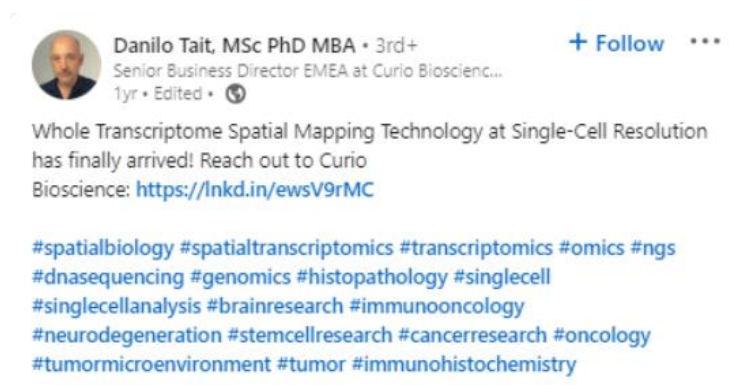 Danilo Tait, MSc PhD MBA • 3rd+
+ Follow •••
Senior Business Director EMEA at Curio Bioscienc...
1yr • Edited •
Whole Transcriptome Spatial Mapping Technology at Single-Cell Resolution
has finally arrived! Reach out to Curio
Bioscience: https://lnkd.in/ewsV9rMC
#spatialbiology #spatialtranscriptomics #transcriptomics #omics #ngs
#dnasequencing #genomics #histopathology #singlecell
#singlecellanalysis #brainresearch #immunooncology
#neurodegeneration #stemcellresearch #cancerresearch #oncology
#tumormicroenvironment #tumor #immunohistochemistry